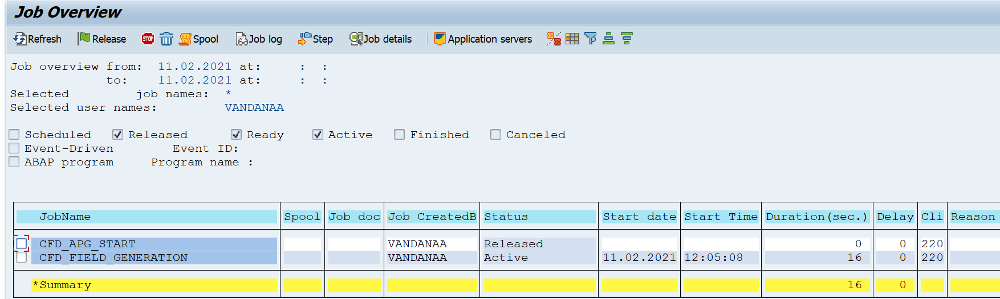 Job Overview
Refresh Release STOP Spool Job log Step Job details Application servers
Job overview from: 11.02.2021 at: : :
to: 11.02.2021 at: : :
Selected job names: *
Selected user names: VANDANAA
Scheduled Released Ready Active Finished Canceled
Event-Driven Event ID:
ABAP program Program name :
JobName Spool Job doc Job CreatedB Status Start date Start Time Duration(sec.) Delay Cli Reason
CFD_APG_START VANDANAA Released 0 0 220
CFD_FIELD_GENERATION VANDANAA Active 11.02.2021 12:05:08 16 0 220
*Summary 16 0